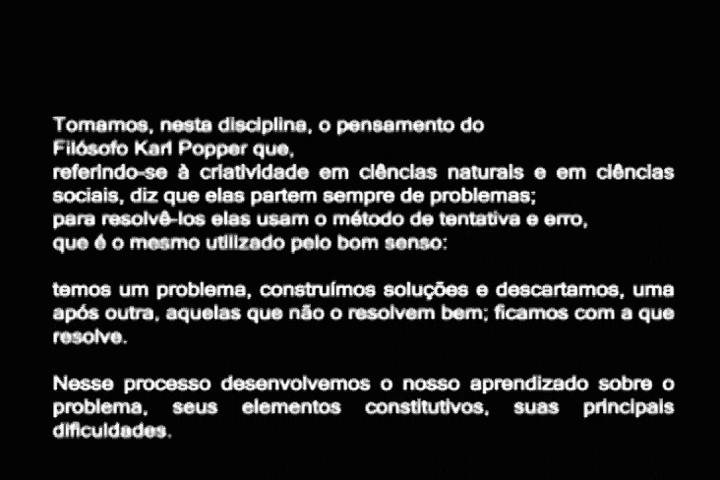 Tomamos, nesta disciplina, o pensamento do
Filósofo Karl Popper que,
referindo-se à criatividade em ciências naturais e em ciências
sociais, diz que elas partem sempre de problemas;
para resolvê-los elas usam o método de tentativa e erro,
que é o mesmo utilizado pelo bom senso:
temos um problema, construímos soluções e descartamos, uma
após outra, aquelas que não o resolvem bem; ficamos com a que
resolve.
Nesse processo desenvolvemos o nosso aprendizado sobre o
problema, seus elementos constitutivos, suas principais
dificuldades.